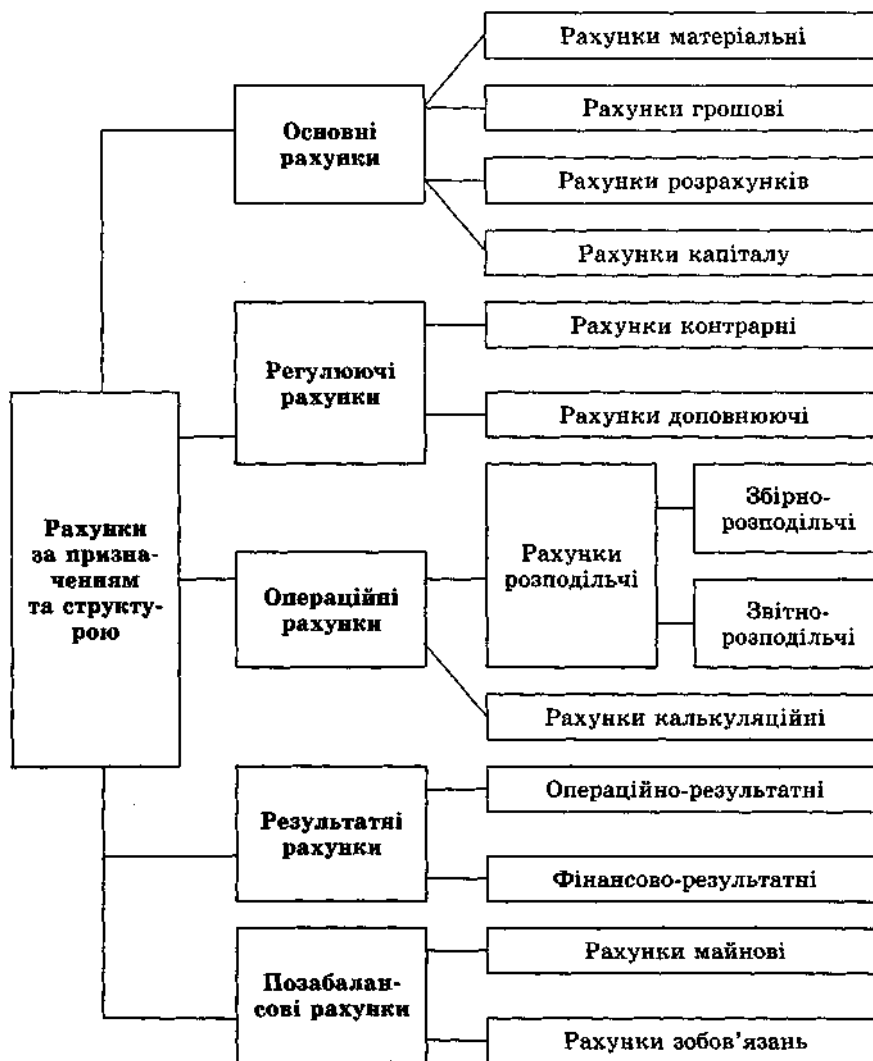 Рахунки матеріальні
Основні
рахунки
Рахунки грошові
Рахунки розрахунків
Рахунки капіталу
Регулюючі
рахунки
Рахунки контрарні
Рахунки доповнюючі
Рахунки
за призна-
ченням
та структу-
рою
Операційні
рахунки
Рахунки
розподільчі
Збірно-
розподільчі
Звітно-
розподільчі
Рахунки калькуляційні
Результатні
рахунки
Операційно-результатні
Фінансово-результатні
Позабалан-
сові рахунки
Рахунки майнові
Рахунки зобов'язань